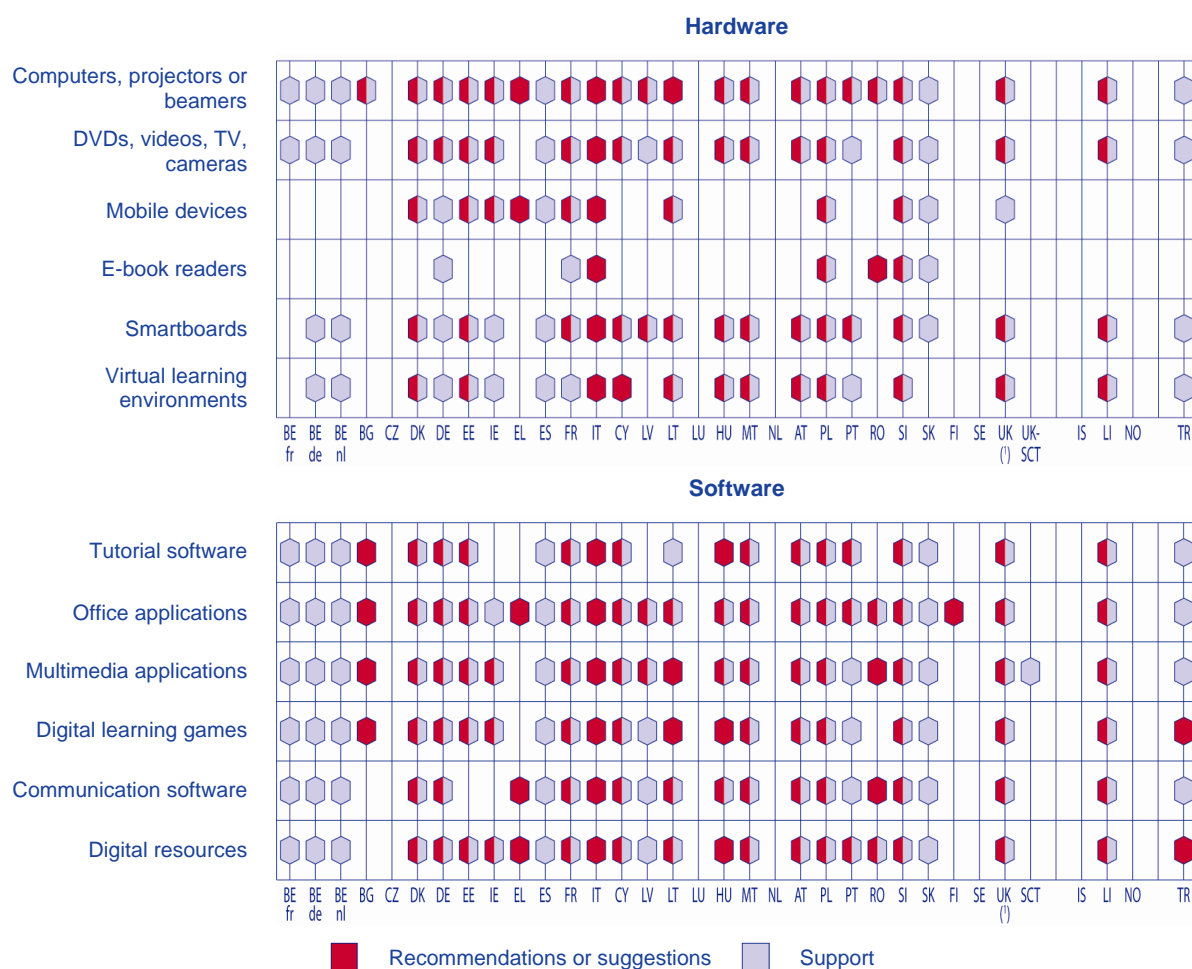 Hardware
Computers, projectors or
beamers
DVDs, videos, TV,
cameras
Mobile devices
E-book readers
Smartboards
Virtual learning
environments
BE BE BE BG CZ DK DE EE IE EL ES FR IT CY LV LT LU HU MT NL AT PL PT RO SI SK FI SE UK UK- IS LI NO TR
fr de nl (¹) SCT
Software
Tutorial software
Office applications
Multimedia applications
Digital learning games
Communication software
Digital resources
BE BE BE BG CZ DK DE EE IE EL ES FR IT CY LV LT LU HU MT NL AT PL PT RO SI SK FI SE UK SCT IS LI NO TR
fr de nl (¹)
Recommendations or suggestions Support